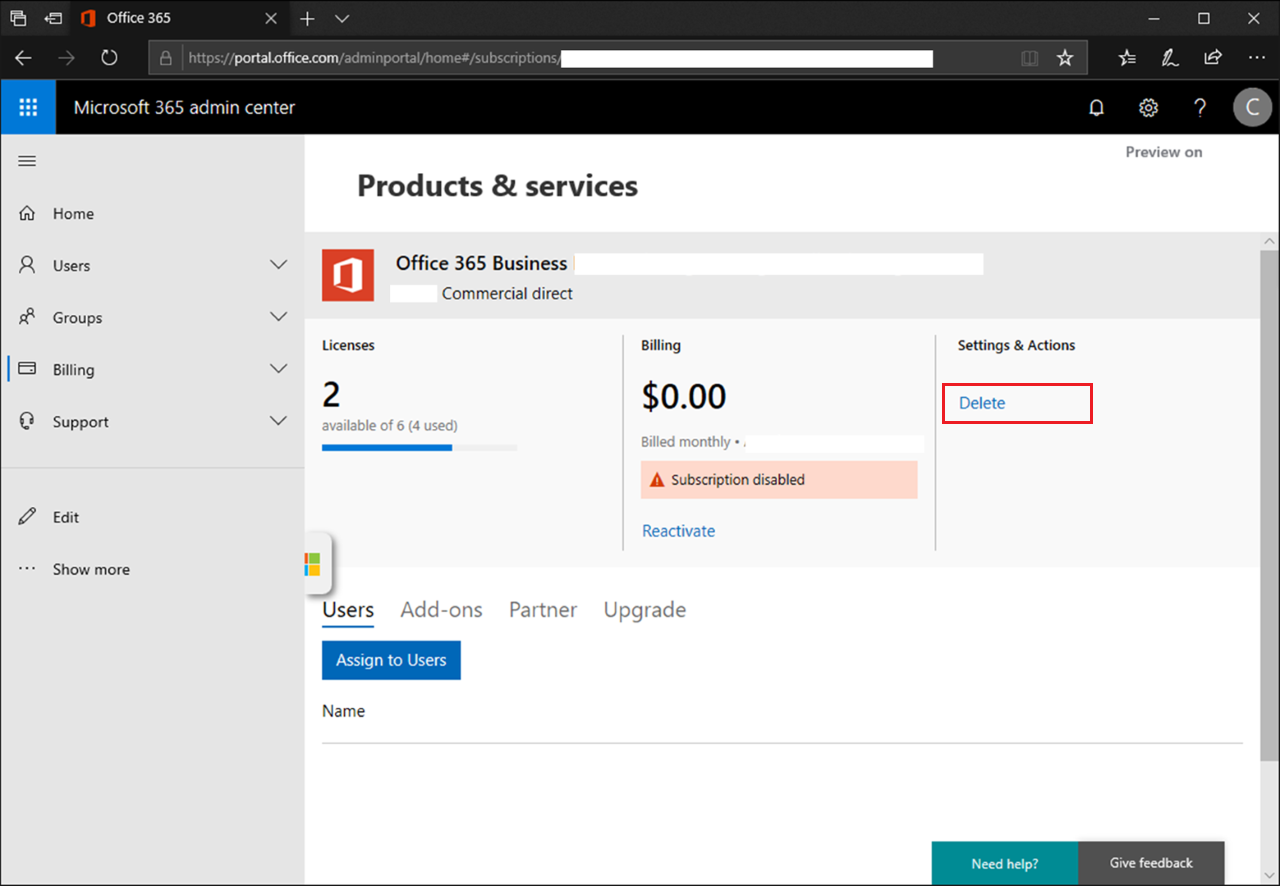 Office 365
https://portal.office.com/adminportal/home#/subscriptions/
Microsoft 365 admin center
C
Preview on
Products & services
Home
Users
Groups
Billing
Support
Edit
Show more
Office 365 Business
Commercial direct
Licenses
2
available of 6 (4 used)
Billing
$0.00
Billed monthly •
Subscription disabled
Reactivate
Settings & Actions
Delete
Users Add-ons Partner Upgrade
Assign to Users
Name
Need help? Give feedback